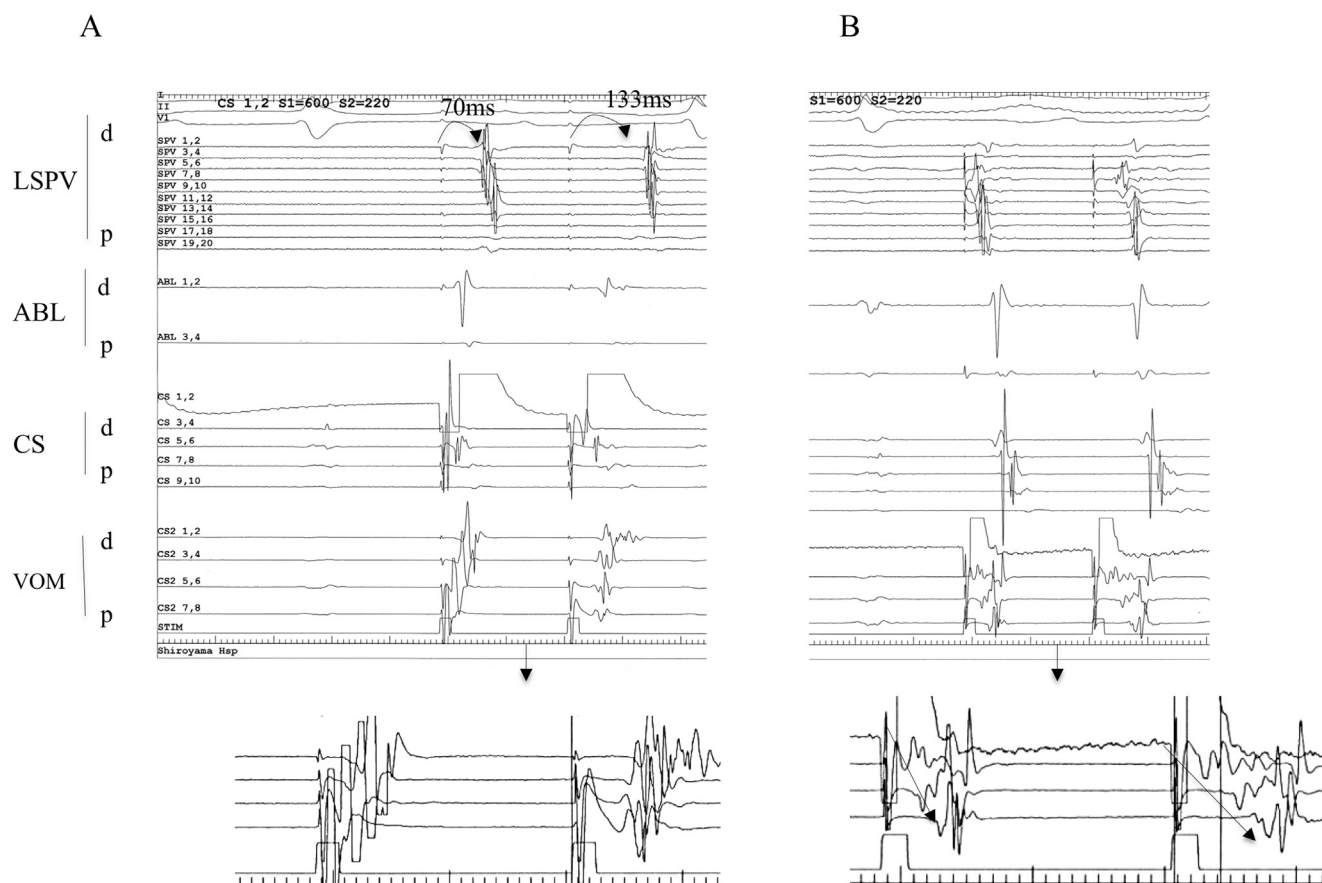 A
B
I
II
V1
CS 1,2 S1=600 S2=220
S1=600 S2=220
70ms
133ms
d
LSPV
p
SPV 1,2
SPV 3,4
SPV 5,6
SPV 7,8
SPV 9,10
SPV 11,12
SPV 13,14
SPV 15,16
SPV 17,18
SPV 19,20
d
ABL
p
ABL 1,2
ABL 3,4
d
CS
p
CS 1,2
CS 3,4
CS 5,6
CS 7,8
CS 9,10
d
VOM
p
CS2 1,2
CS2 3,4
CS2 5,6
CS2 7,8
STIM
Shiroyama Hsp